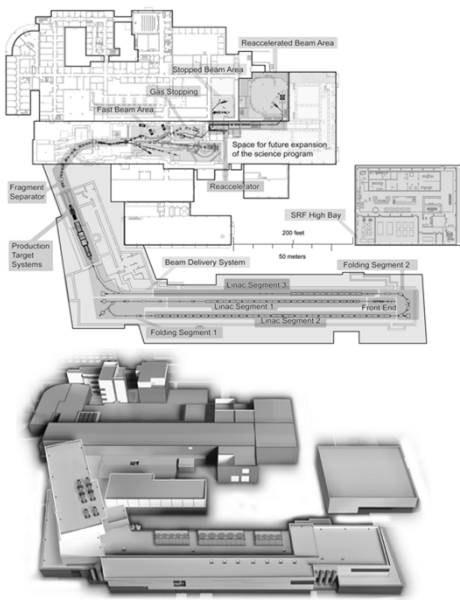 Reaccelerated Beam Area
Stopped Beam Area
Gas Stopping
Fast Beam Area
Space for future expansion
of the science program
Fragment
Separator
Reaccelerator
SRF High Bay
200 feet
50 meters
Production
Target
Systems
Beam Delivery System
Folding Segment 2
Linac Segment 3
Linac Segment 1
Front End
Linac Segment 2
Folding Segment 1